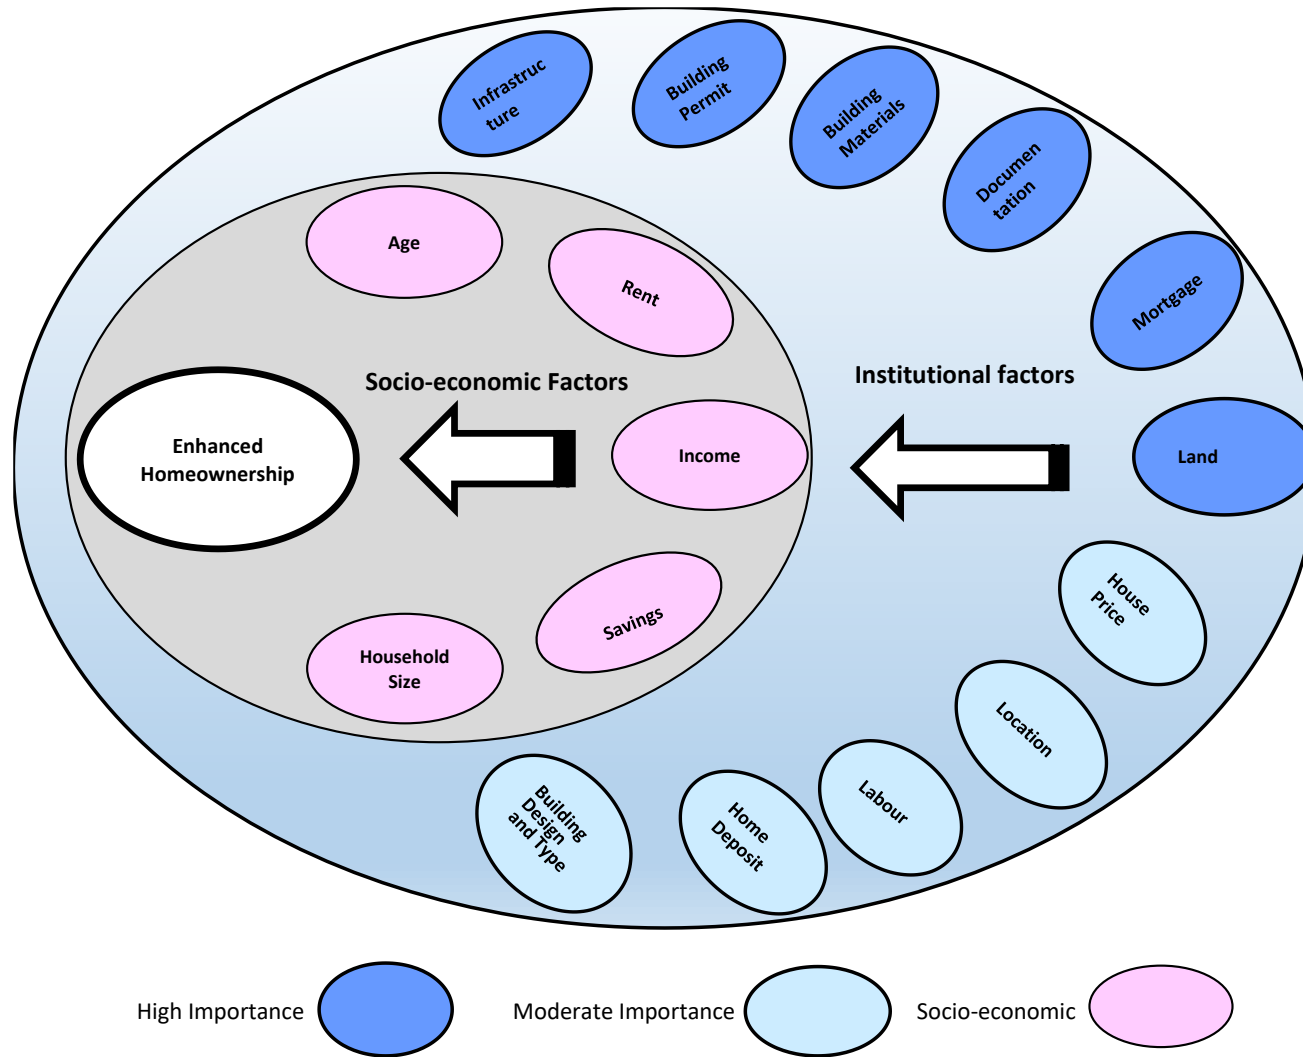 Infrastruc
ture
Building
Permit
Building
Materials
Documen
tation
Mortgage
Land
Age
Rent
Socio-economic Factors
Institutional factors
Enhanced
Homeownership
Income
House
Price
Savings
Household
Size
Location
Labour
Home
Deposit
Building
Design
and Type
High Importance
Moderate Importance
Socio-economic